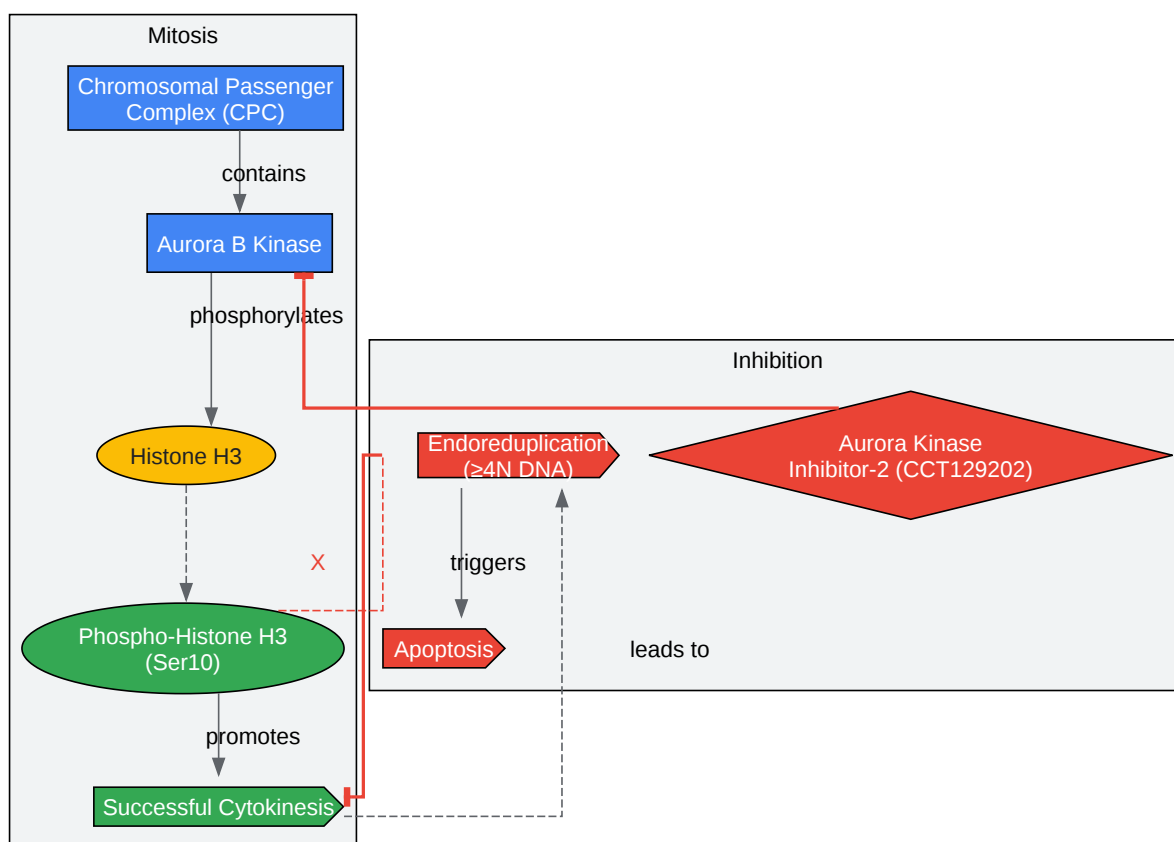 Mitosis
Chromosomal Passenger
Complex (CPC)
contains
Aurora B Kinase
phosphorylates
Histone H3
X
Phospho-Histone H3
(Ser10)
promotes
Successful Cytokinesis
Inhibition
Aurora Kinase
Inhibitor-2 (CCT129202)
Endoreduplication
(≥4N DNA)
triggers
Apoptosis
leads to